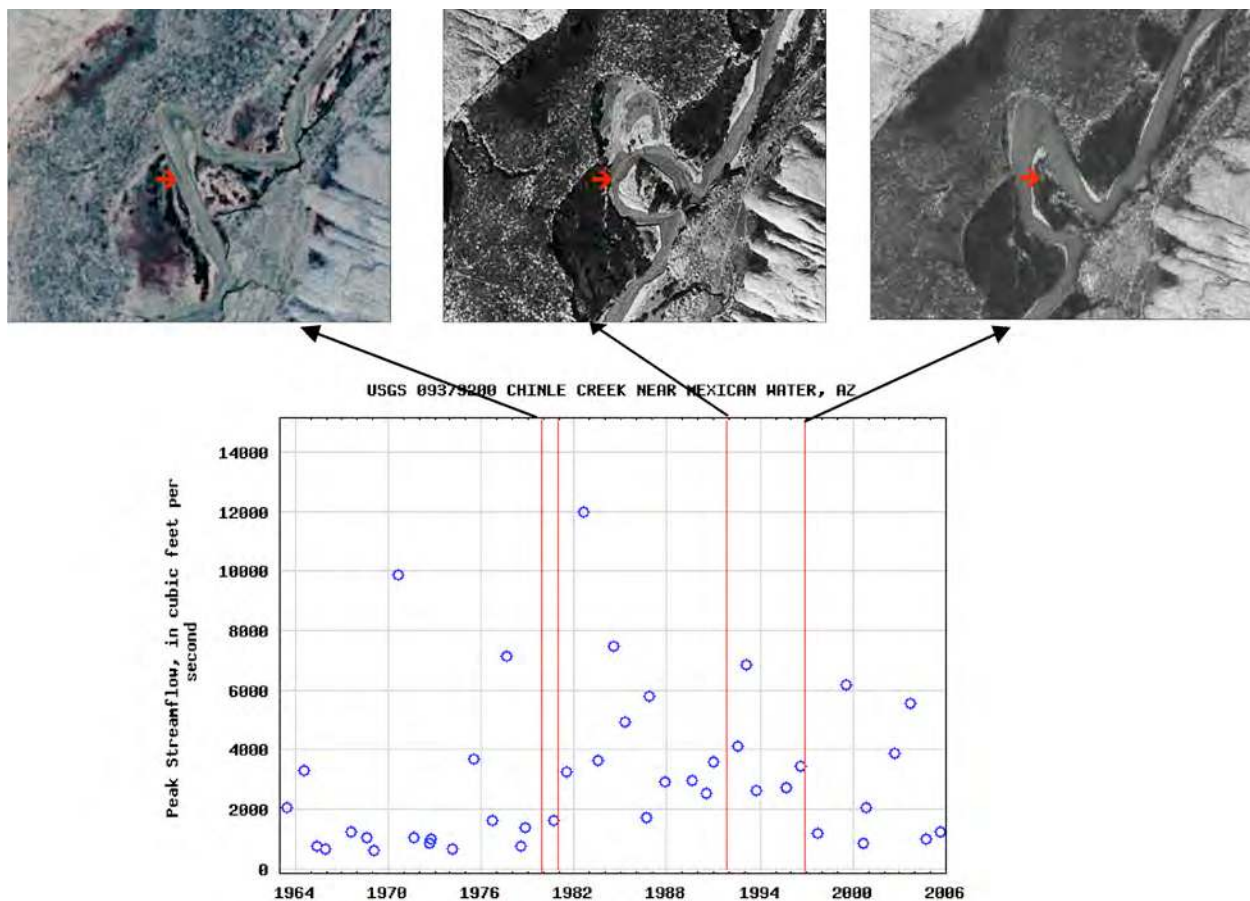 USGS 09379200 CHINLE CREEK NEAR MEXICAN WATER, AZ
Peak Streamflow, in cubic feet per
second
14000
12000
10000
8000
6000
4000
2000
0
1964 1970 1976 1982 1988 1994 2000 2006